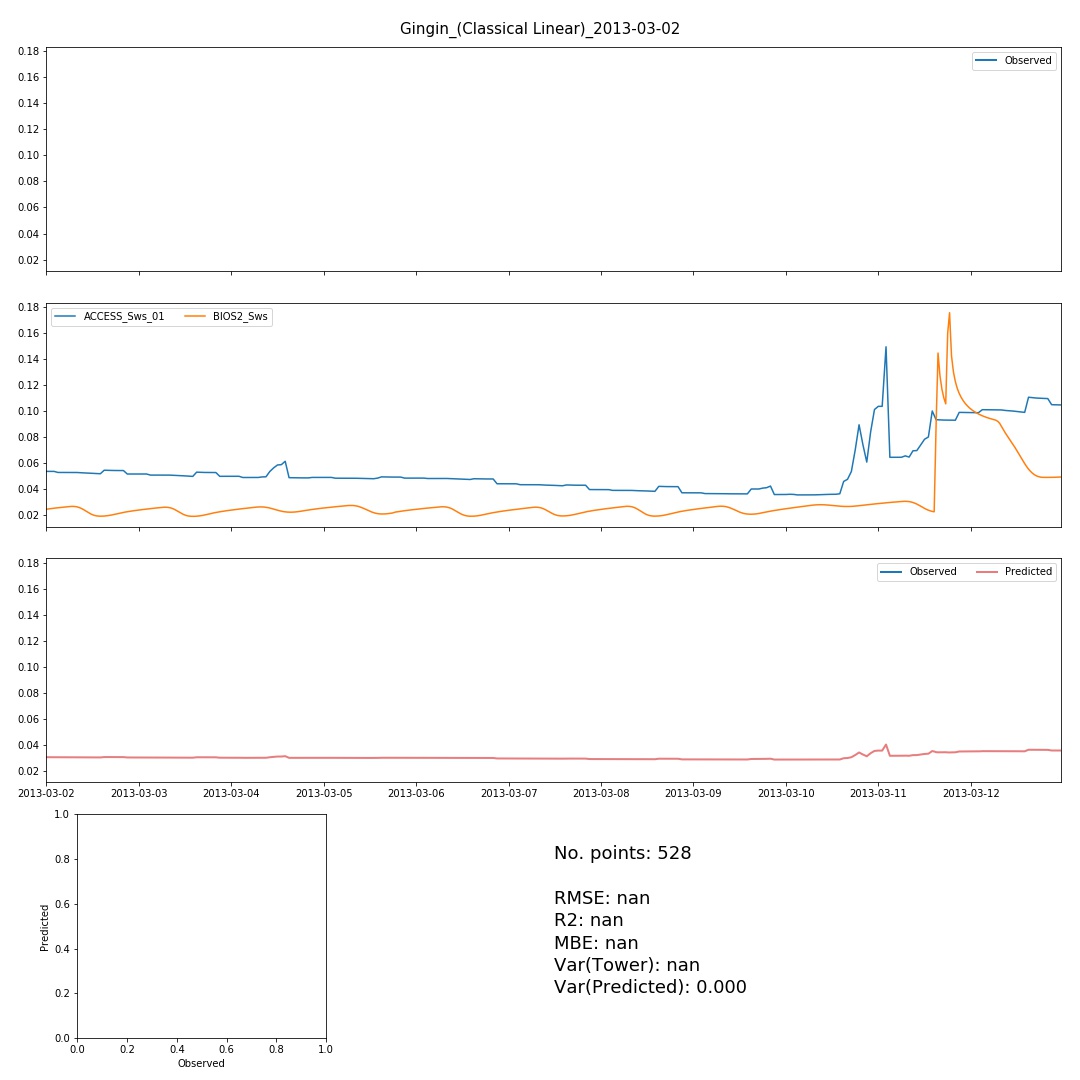 Gingin_(Classical Linear)_2013-03-02
0.18
0.16
0.14
0.12
0.10
0.08
0.06
0.04
0.02
Observed
0.18
0.16
0.14
0.12
0.10
0.08
0.06
0.04
0.02
ACCESS_Sws_01 BIOS2_Sws
0.18
0.16
0.14
0.12
0.10
0.08
0.06
0.04
0.02
Observed Predicted
2013-03-02 2013-03-03 2013-03-04 2013-03-05 2013-03-06 2013-03-07 2013-03-08 2013-03-09 2013-03-10 2013-03-11 2013-03-12
1.0
0.8
0.6
0.4
0.2
0.0
Predicted
0.0 0.2 0.4 0.6 0.8 1.0
Observed
No. points: 528
RMSE: nan
R2: nan
MBE: nan
Var(Tower): nan
Var(Predicted): 0.000